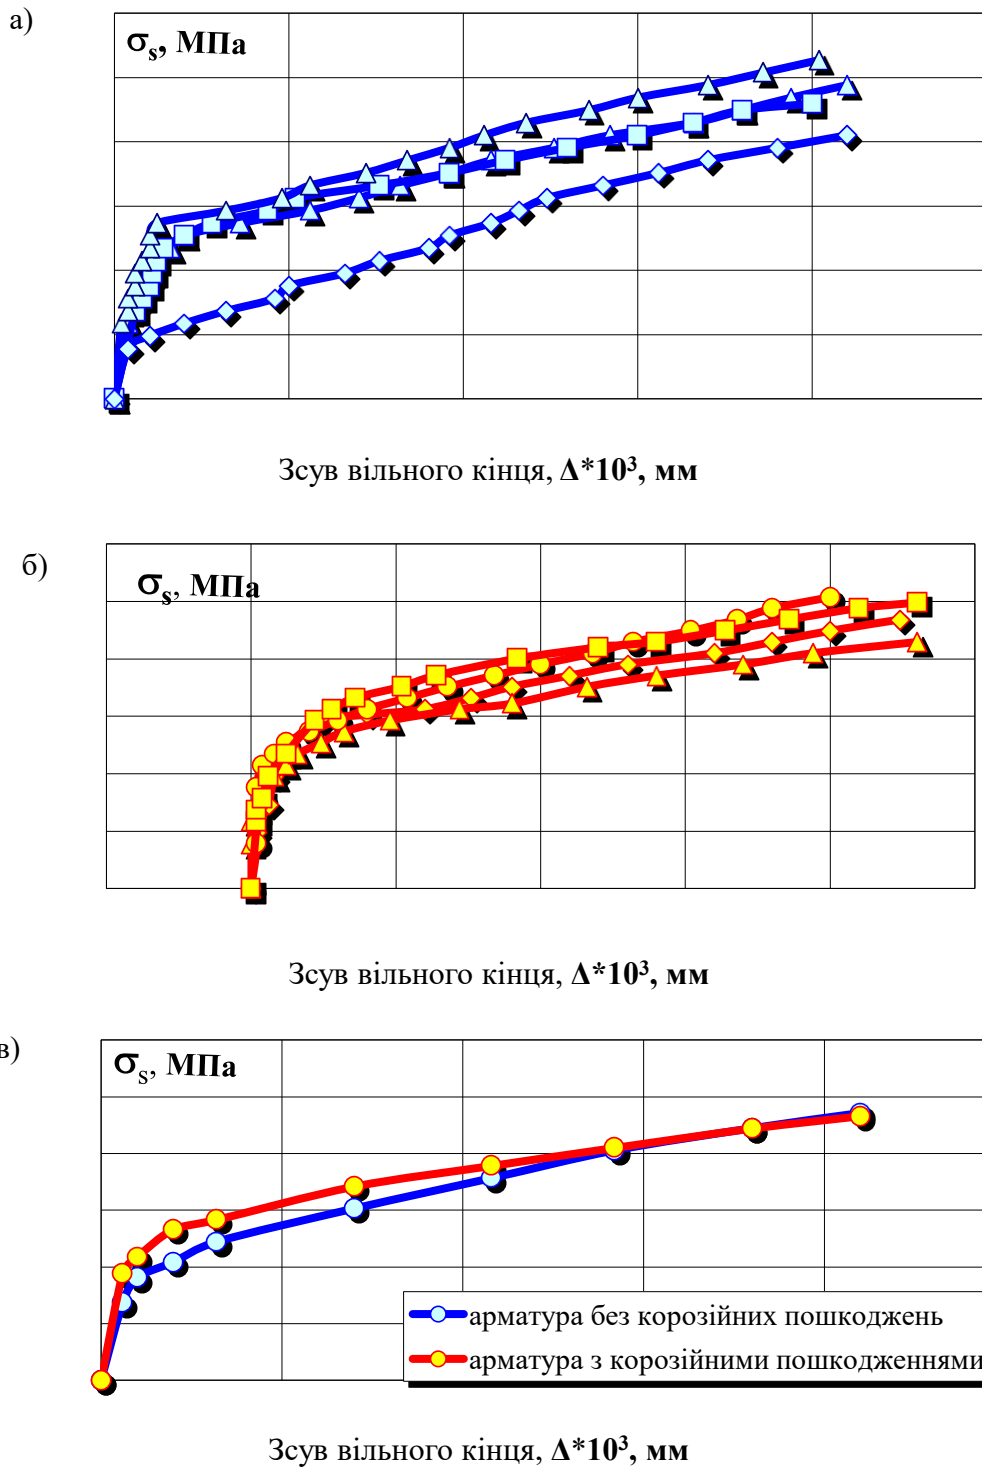 а)
σs, МПа
Зсув вільного кінця, Δ*10³, мм
б)
σs, МПа
Зсув вільного кінця, Δ*10³, мм
в)
σs, МПа
арматура без корозійних пошкоджень
арматура з корозійними пошкодженнями
Зсув вільного кінця, Δ*10³, мм